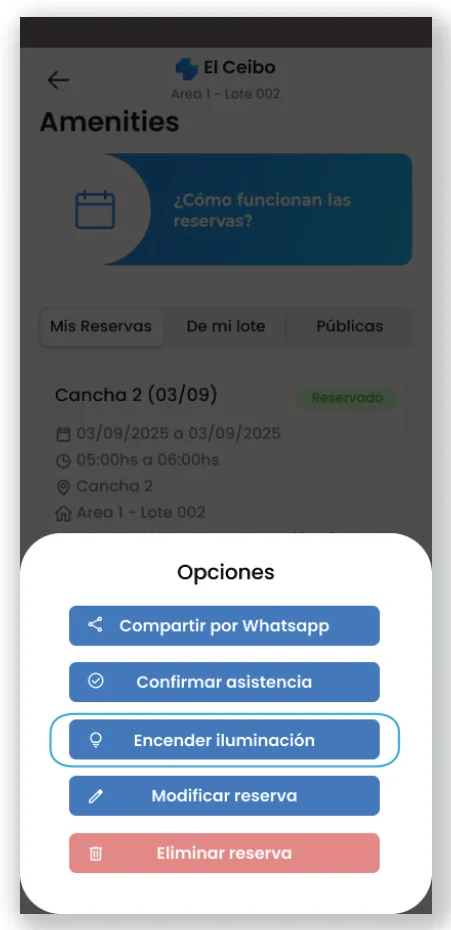 El Ceibo
Area 1 - Lote 002
Amenities
¿Cómo funcionan las
reservas?
Mis Reservas
De mi lote
Públicas
Cancha 2 (03/09)
Reservado
03/09/2025 a 03/09/2025
05:00hs a 06:00hs
Cancha 2
Area 1 - Lote 002
Opciones
Compartir por Whatsapp
Confirmar asistencia
Encender iluminación
Modificar reserva
Eliminar reserva